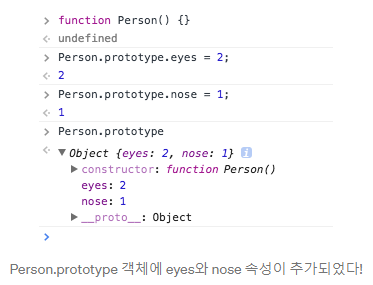 > function Person() {}
<· undefined
> Person.prototype.eyes = 2;
<· 2
> Person.prototype.nose = 1;
<· 1
> Person.prototype
<· ▼ Object {eyes: 2, nose: 1} i
▶ constructor: function Person()
eyes: 2
nose: 1
▶ __proto__: Object
>
Person.prototype 객체에 eyes와 nose 속성이 추가되었다!